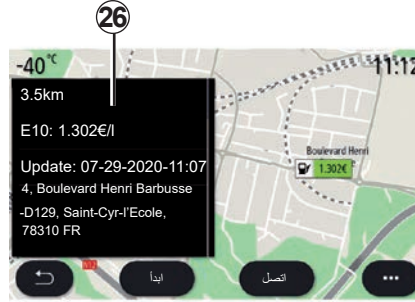 26
-40°C
11:12
3.5km
E10: 1.302€/l
Update: 07-29-2020-11:07
4, Boulevard Henri Barbusse
-D129, Saint-Cyr-l'Ecole,
78310 FR
Boulevard Henri
1.302€
N12
ابدأ
اتصل